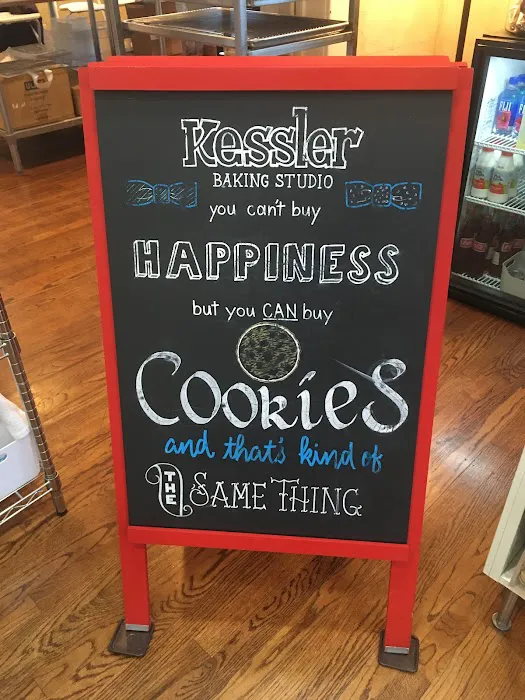 Kessler
BAKING STUDIO
you can't buy
HAPPINESS
but you CAN buy
Cookies
and that's kind of
THE SAME THING
FIJI